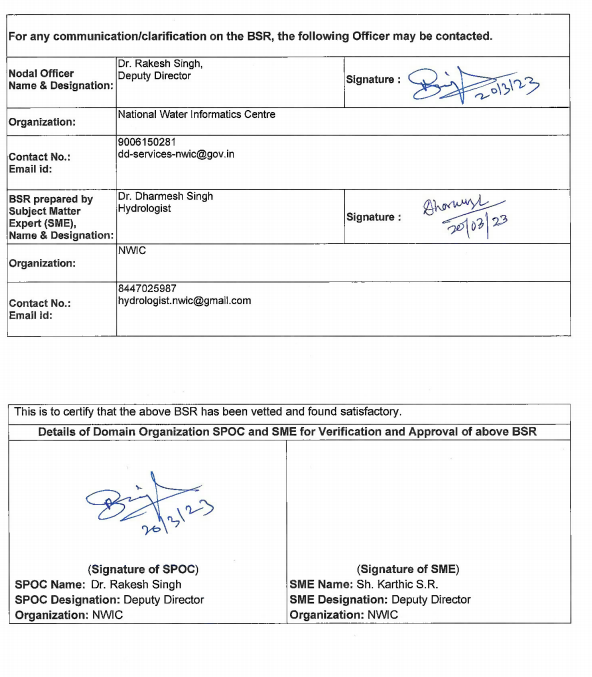 For any communication/clarification on the BSR, the following Officer may be contacted.
Nodal Officer
Name & Designation:
Dr. Rakesh Singh,
Deputy Director
Signature :
20/3/23
Organization:
National Water Informatics Centre
Contact No.:
Email id:
9006150281
dd-services-nwic@gov.in
BSR prepared by
Subject Matter
Expert (SME),
Name & Designation:
Dr. Dharmesh Singh
Hydrologist
Signature :
20/03/23
Organization:
NWIC
Contact No.:
Email id:
8447025987
hydrologist.nwic@gmail.com
This is to certify that the above BSR has been vetted and found satisfactory.
Details of Domain Organization SPOC and SME for Verification and Approval of above BSR
20/3/23
(Signature of SPOC)
SPOC Name: Dr. Rakesh Singh
SPOC Designation: Deputy Director
Organization: NWIC
(Signature of SME)
SME Name: Sh. Karthic S.R.
SME Designation: Deputy Director
Organization: NWIC